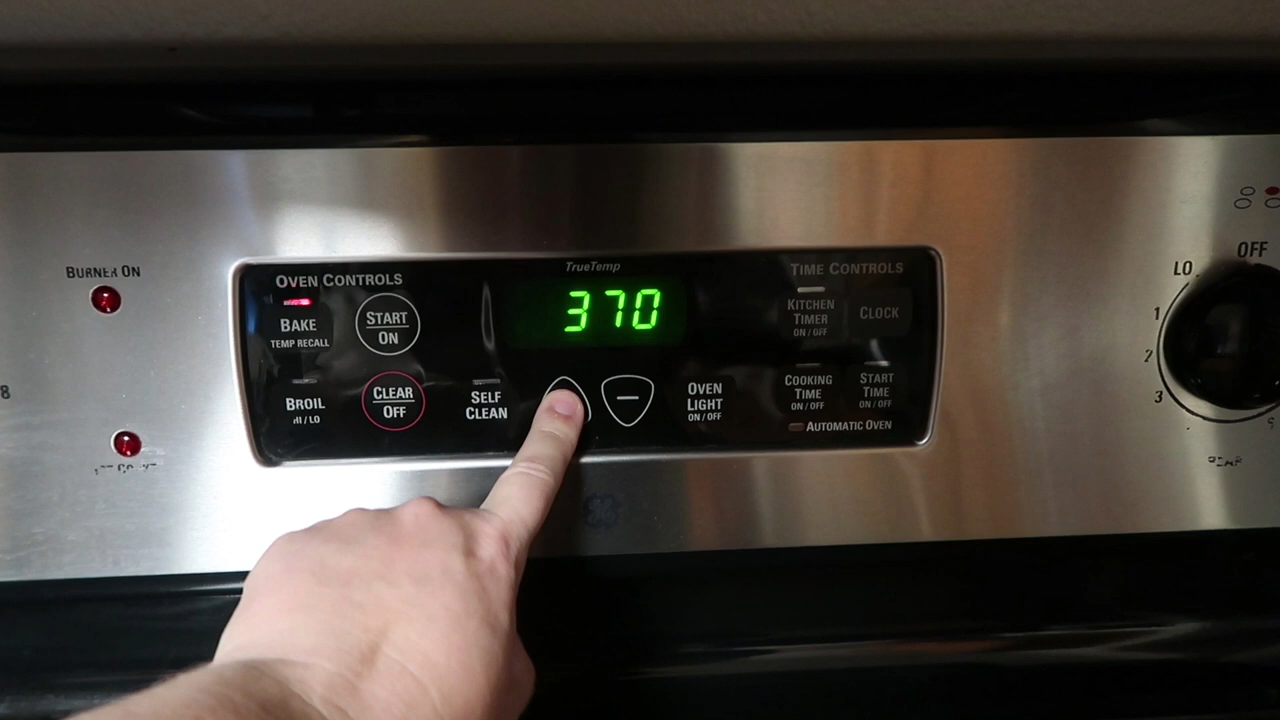 BURNER ON
OVEN CONTROLS
BAKE
TEMP RECALL
START
ON
BROIL
HI / LO
CLEAR
OFF
SELF
CLEAN
TrueTemp
370
−
OVEN
LIGHT
ON / OFF
TIME CONTROLS
KITCHEN
TIMER
ON / OFF
CLOCK
COOKING
TIME
ON / OFF
START
TIME
ON / OFF
AUTOMATIC OVEN
OFF
LO
1
2
3
8